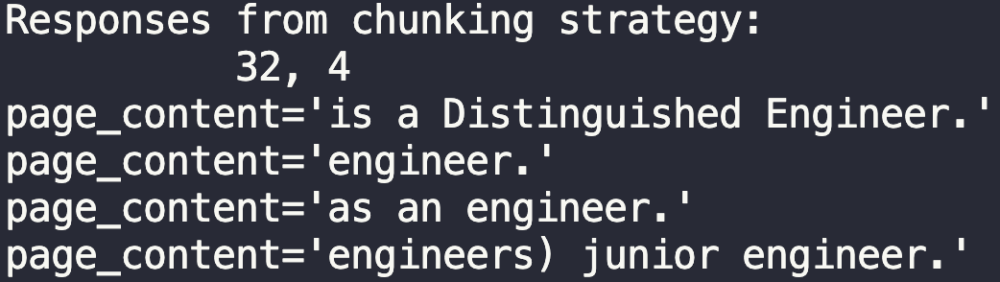 Responses from chunking strategy:
32, 4
page_content='is a Distinguished Engineer.'
page_content='engineer.'
page_content='as an engineer.'
page_content='engineers) junior engineer.'